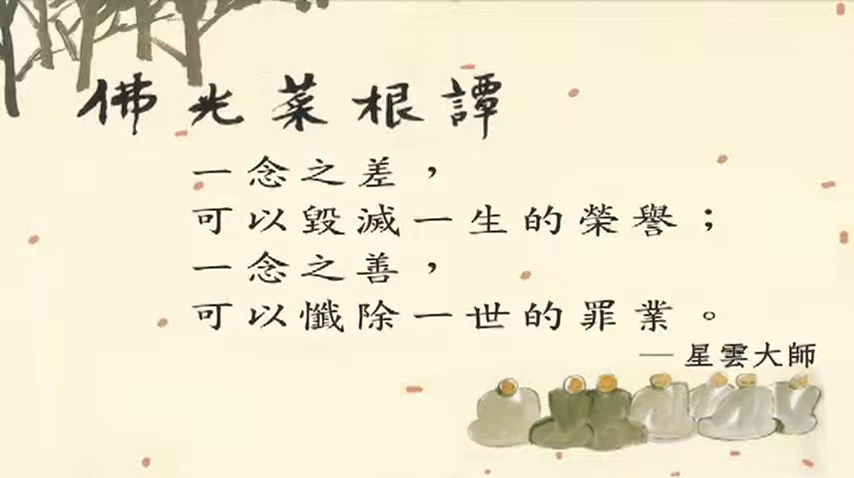 佛光菜根譚
一念之差，
可以毀滅一生的榮譽；
一念之善，
可以懺除一世的罪業。
— 星雲大師